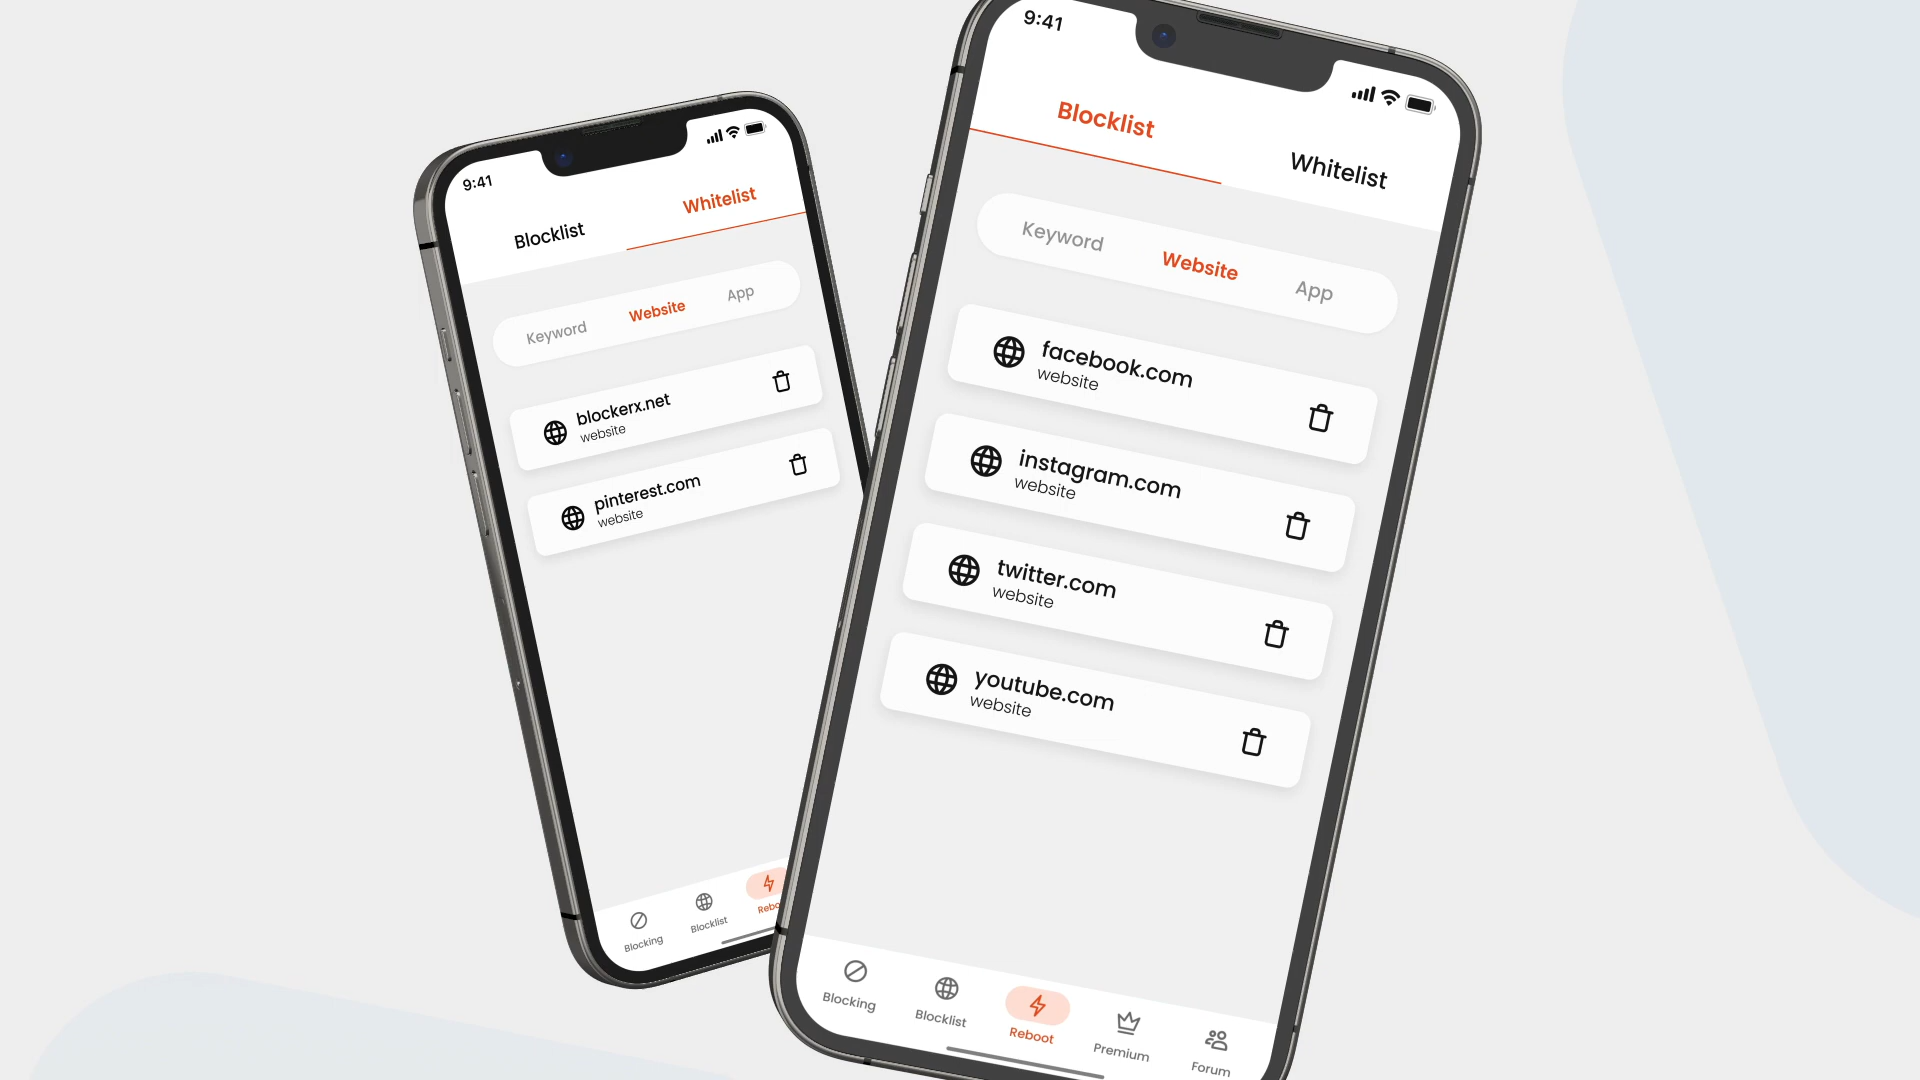 9:41
Blocklist
Whitelist
Keyword
Website
App
blockerx.net
website
pinterest.com
website
Blocking
Blocklist
9:41
Blocklist
Whitelist
Keyword
Website
App
facebook.com
website
instagram.com
website
twitter.com
website
youtube.com
website
Blocking
Blocklist
Reboot
Premium
Forum